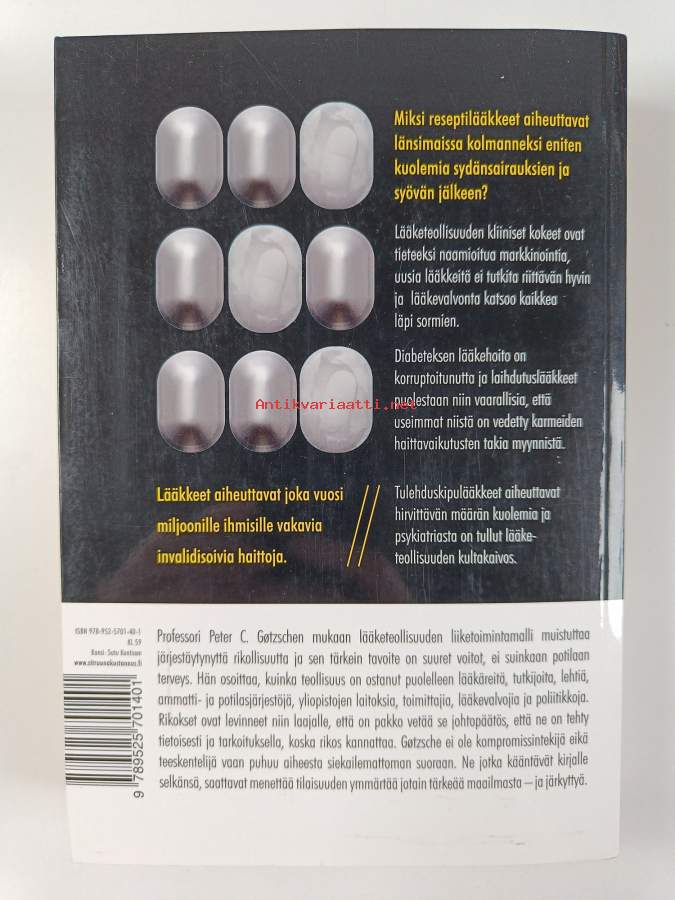 Miksi reseptilääkkeet aiheuttavat
länsimaissa kolmanneksi eniten
kuolemia sydänsairauksien ja
syövän jälkeen?
Lääketeollisuuden kliiniset kokeet ovat
tieteeksi naamioitua markkinointia,
uusia lääkkeitä ei tutkita riittävän hyvin
ja lääkevalvonta katsoo kaikkea
läpi sormien.
Diabeteksen lääkehoito on
korruptoitunutta ja laihdutuslääkkeet
puolestaan niin vaarallisia, että
useimmat niistä on vedetty karmeiden
haittavaikutusten takia myynnistä.
Antikvariaatti.net
Lääkkeet aiheuttavat joka vuosi
miljoonille ihmisille vakavia
invalidisoivia haittoja.
Tulehduskipulääkkeet aiheuttavat
hirvittävän määrän kuolemia ja
psykiatriasta on tullut lääke-
teollisuuden kultakaivos.
ISBN 978-952-5701-40-1
KL 59
Kansi: Satu Kontinen
www.sitruunakustannus.fi
9 789525 701401
Professori Peter C. Gøtzschen mukaan lääketeollisuuden liiketoimintamalli muistuttaa
järjestäytynyttä rikollisuutta ja sen tärkein tavoite on suuret voitot, ei suinkaan potilaan
terveys. Hän osoittaa, kuinka teollisuus on ostanut puolelleen lääkäreitä, tutkijoita, lehtiä,
ammatti- ja potilasjärjestöjä, yliopistojen laitoksia, toimittajia, lääkevalvojia ja poliitikkoja.
Rikokset ovat levinneet niin laajalle, että on pakko vetää se johtopäätös, että ne on tehty
tietoisesti ja tarkoituksella, koska rikos kannattaa. Gøtzsche ei ole kompromissintekijä eikä
teeskentelijä vaan puhuu aiheesta siekailemattoman suoraan. Ne jotka kääntävät kirjalle
selkänsä, saattavat menettää tilaisuuden ymmärtää jotain tärkeää maailmasta – ja järkyttyä.